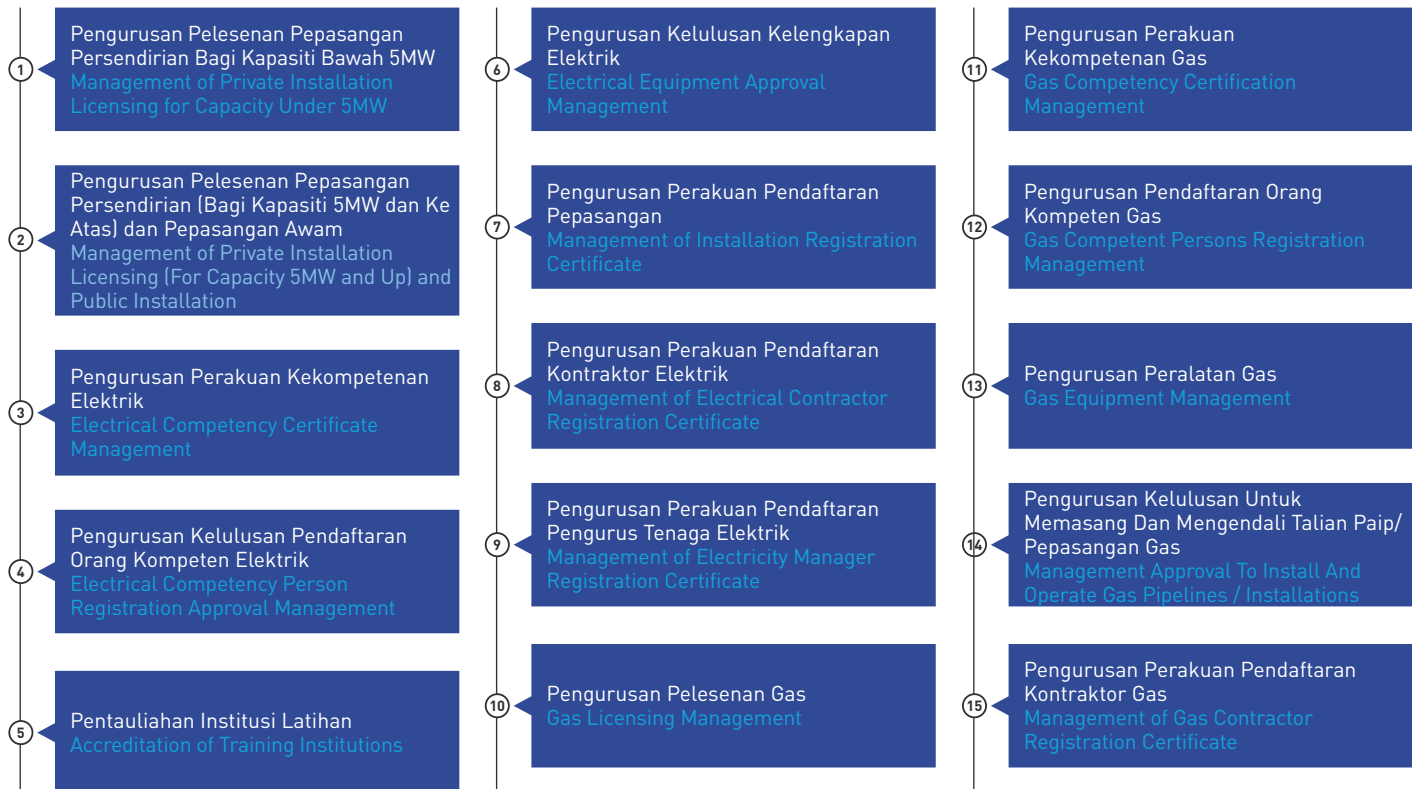 1
Pengurusan Pelesenan Pepasangan
Persendirian Bagi Kapasiti Bawah 5MW
Management of Private Installation
Licensing for Capacity Under 5MW
2
Pengurusan Pelesenan Pepasangan
Persendirian (Bagi Kapasiti 5MW dan Ke
Atas) dan Pepasangan Awam
Management of Private Installation
Licensing (For Capacity 5MW and Up) and
Public Installation
3
Pengurusan Perakuan Kekompetenan
Elektrik
Electrical Competency Certificate
Management
4
Pengurusan Kelulusan Pendaftaran
Orang Kompeten Elektrik
Electrical Competency Person
Registration Approval Management
5
Pentauliahan Institusi Latihan
Accreditation of Training Institutions
6
Pengurusan Kelulusan Kelengkapan
Elektrik
Electrical Equipment Approval
Management
7
Pengurusan Perakuan Pendaftaran
Pepasangan
Management of Installation Registration
Certificate
8
Pengurusan Perakuan Pendaftaran
Kontraktor Elektrik
Management of Electrical Contractor
Registration Certificate
9
Pengurusan Perakuan Pendaftaran
Pengurus Tenaga Elektrik
Management of Electricity Manager
Registration Certificate
10
Pengurusan Pelesenan Gas
Gas Licensing Management
11
Pengurusan Perakuan
Kekompetenan Gas
Gas Competency Certification
Management
12
Pengurusan Pendaftaran Orang
Kompeten Gas
Gas Competent Persons Registration
Management
13
Pengurusan Peralatan Gas
Gas Equipment Management
14
Pengurusan Kelulusan Untuk
Memasang Dan Mengendali Talian Paip/
Pepasangan Gas
Management Approval To Install And
Operate Gas Pipelines / Installations
15
Pengurusan Perakuan Pendaftaran
Kontraktor Gas
Management of Gas Contractor
Registration Certificate